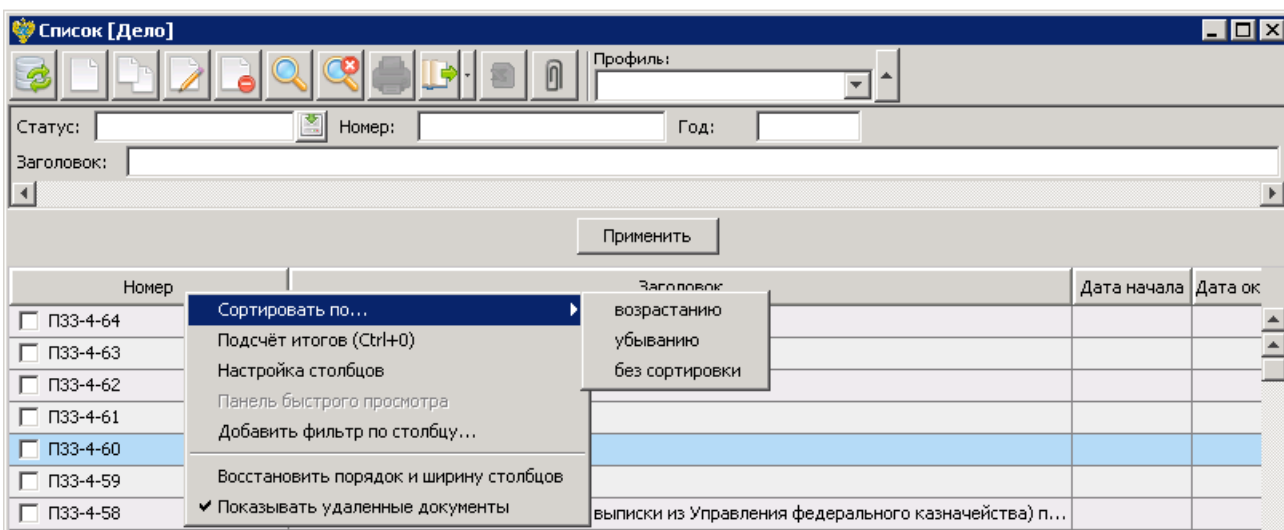 Список [Дело]
Профиль:
Статус: Номер: Год:
Заголовок:
Применить
Номер Заголовок Дата начала Дата ок
П33-4-64
П33-4-63
П33-4-62
П33-4-61
П33-4-60
П33-4-59
П33-4-58 выписки из Управления федерального казначейства) п...
Сортировать по...
Подсчёт итогов (Ctrl+0)
Настройка столбцов
Панель быстрого просмотра
Добавить фильтр по столбцу...
Восстановить порядок и ширину столбцов
Показывать удаленные документы
возрастанию
убыванию
без сортировки